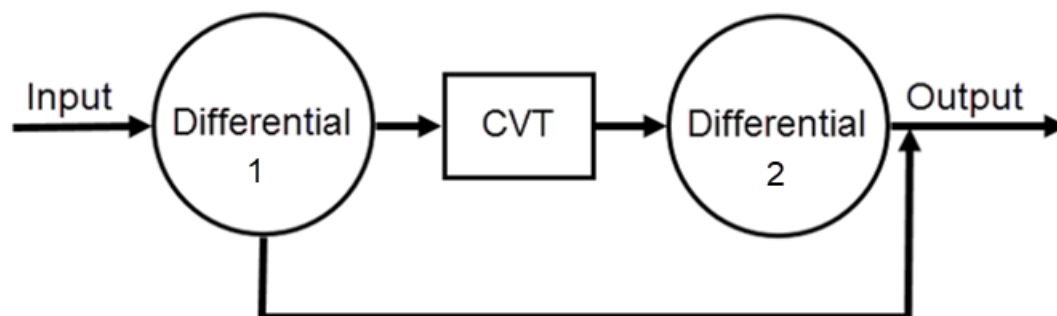 Input
Differential
1
CVT
Differential
2
Output